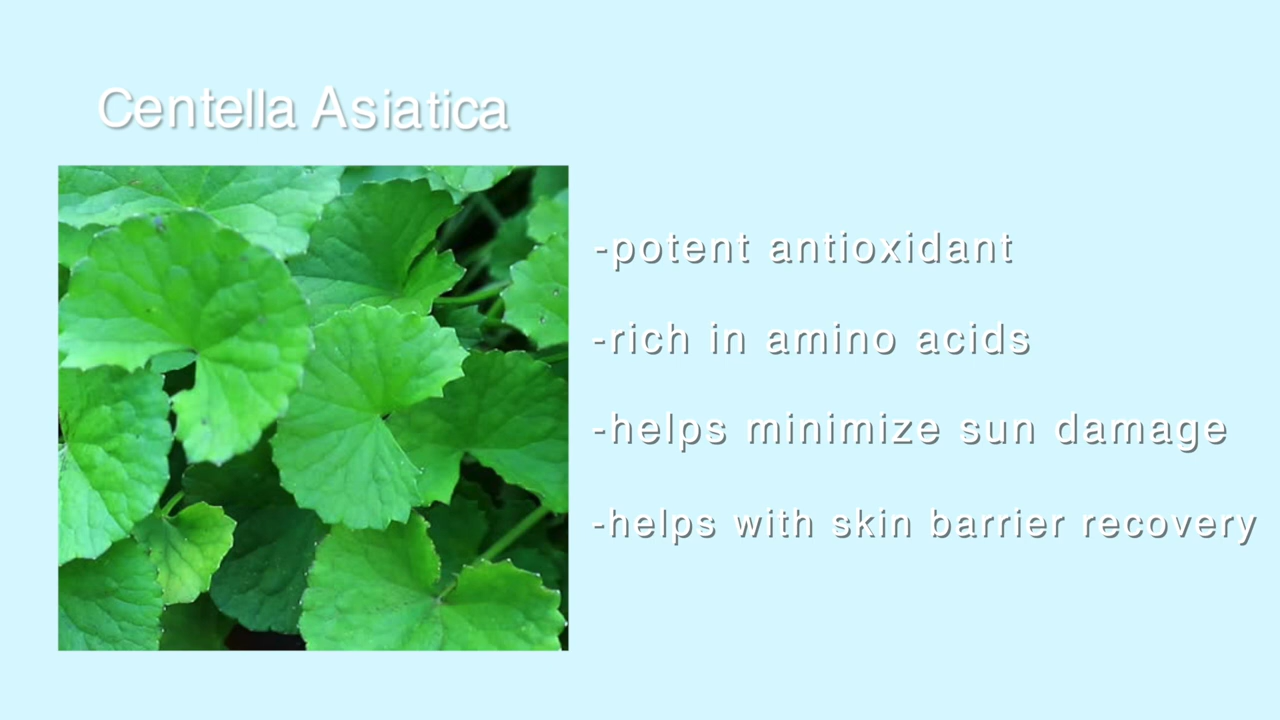 Centella Asiatica
-potent antioxidant
-rich in amino acids
-helps minimize sun damage
-helps with skin barrier recovery